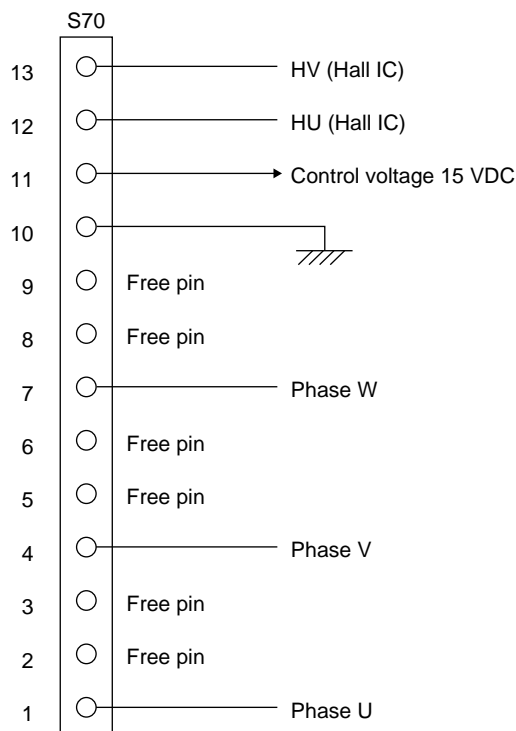 S70
13 HV (Hall IC)
12 HU (Hall IC)
11 Control voltage 15 VDC
10
9 Free pin
8 Free pin
7 Phase W
6 Free pin
5 Free pin
4 Phase V
3 Free pin
2 Free pin
1 Phase U